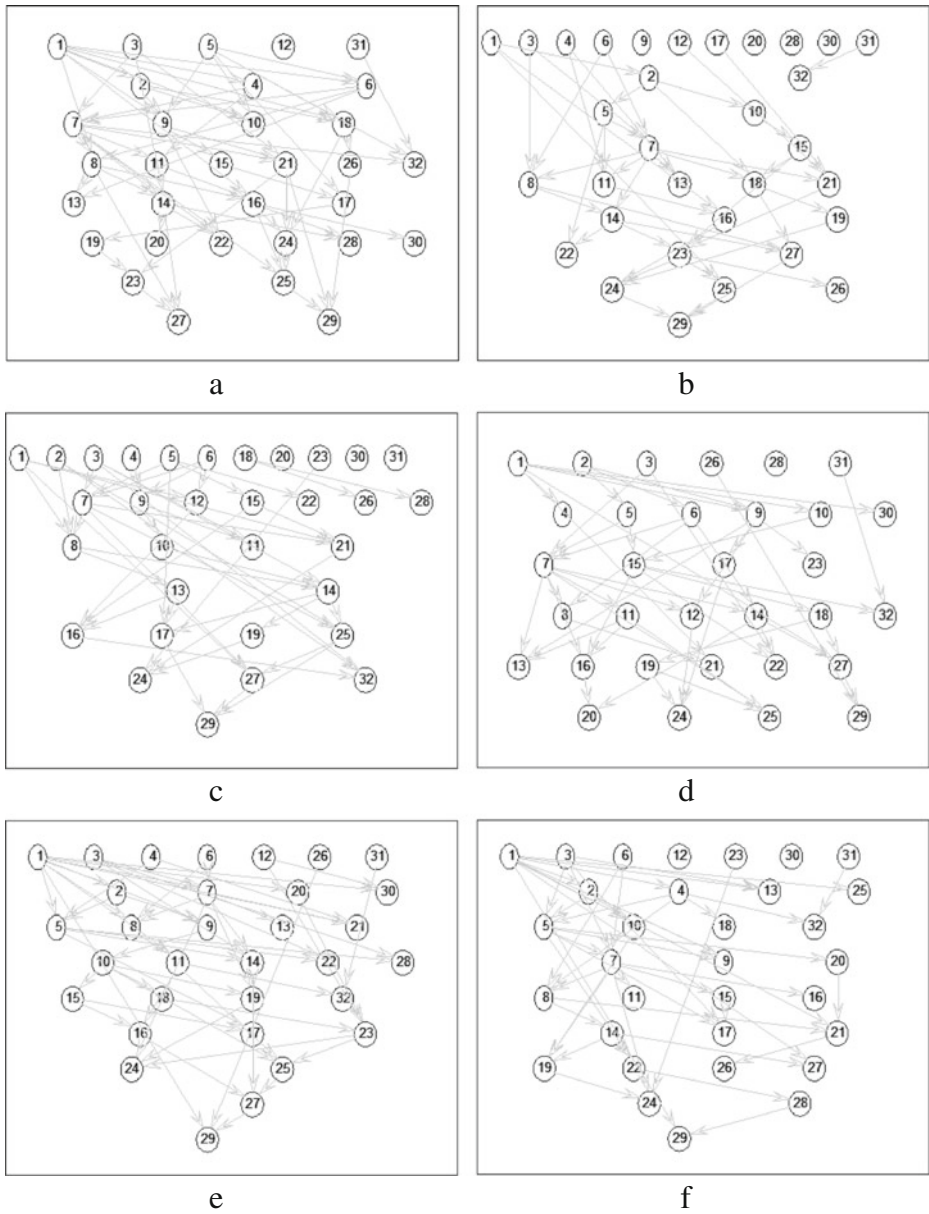 1 3 5 12 31
2 4 6
7 9 10 18
8 11 15 21 26 32
13 14 16 17
19 20 22 24 28 30
23 25
27 29
a
1 3 4 6 9 12 17 20 28 30 31
2 32
5 10
7 15
8 11 13 18 21
14 16 19
22 23 27
24 25 26
29
b
1 2 3 4 5 6 18 20 23 30 31
7 9 12 15 22 26 28
8 10 11 21
13 14
16 17 19 25
24 27 32
29
c
1 2 3 26 28 31
4 5 6 9 10 30
7 15 17 23
8 11 12 14 18 32
13 16 19 21 22 27
20 24 25 29
d
1 3 4 6 12 26 31
2 7 20 30
5 8 9 13 21
10 11 14 22 28
15 18 19 32
16 17 23
24 25
27
29
e
1 3 6 12 23 30 31
2 4 13 25
5 10 18 32
7 9 20
8 11 15 16
14 17 21
19 22 26 27
24 28
29
f